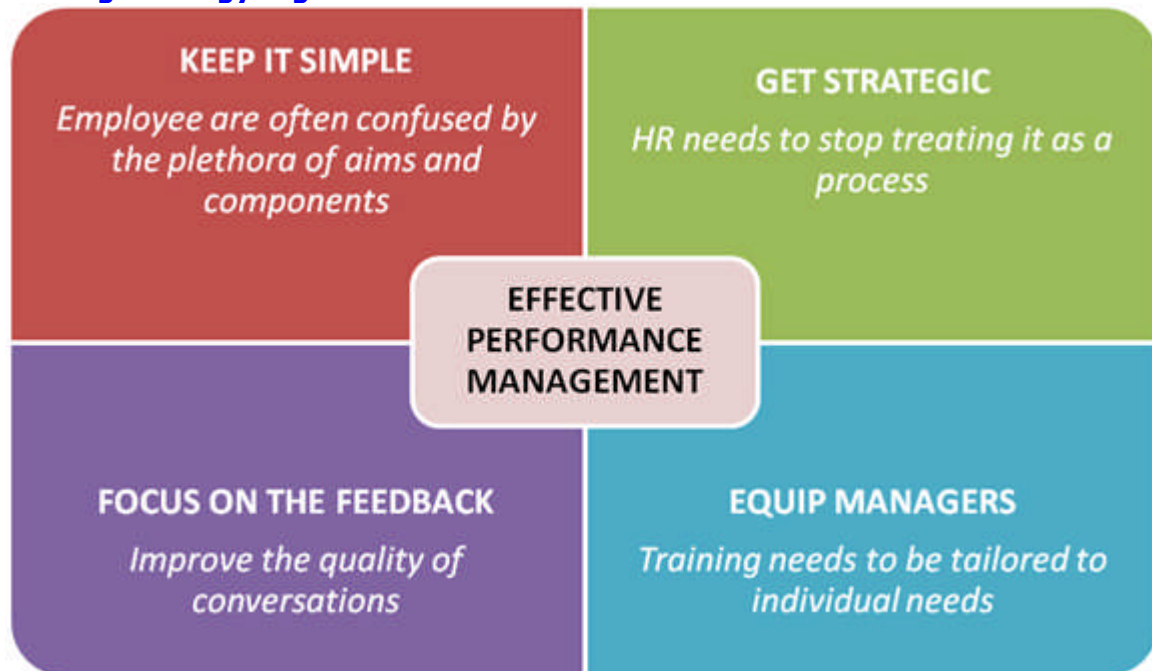 KEEP IT SIMPLE
Employee are often confused by
the plethora of aims and
components
GET STRATEGIC
HR needs to stop treating it as a
process
EFFECTIVE
PERFORMANCE
MANAGEMENT
FOCUS ON THE FEEDBACK
Improve the quality of
conversations
EQUIP MANAGERS
Training needs to be tailored to
individual needs